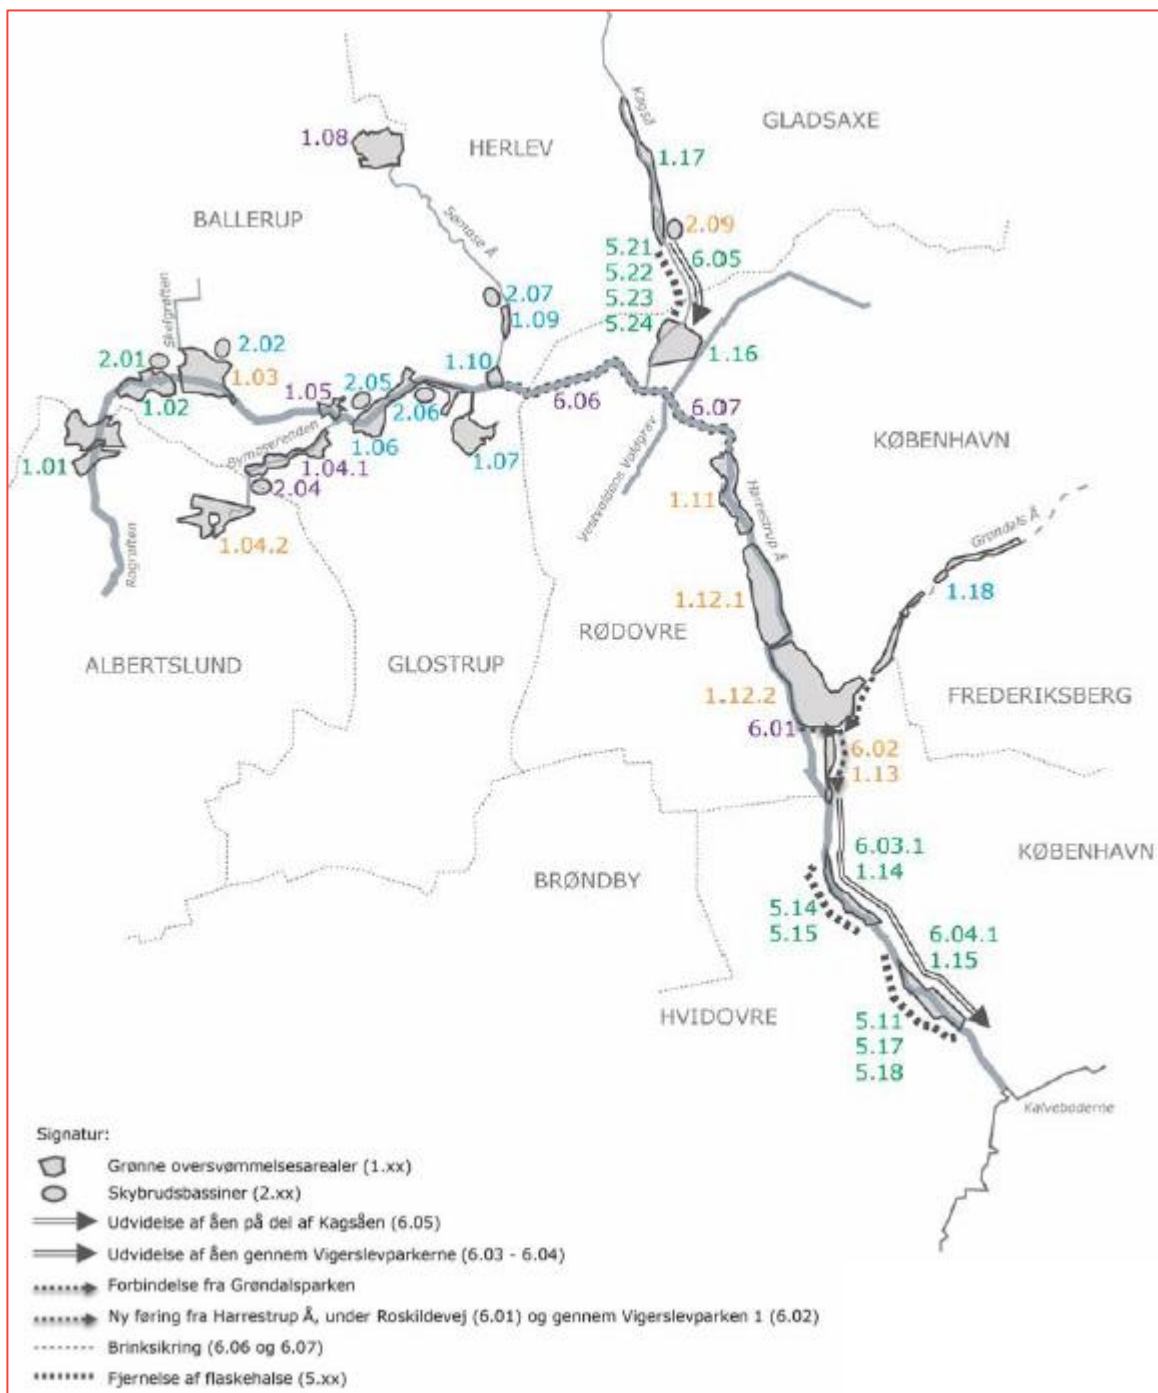 Kagså
GLADSAXE
1.08
HERLEV
1.17
BALLERUP
Sømose Å
2.09
5.21
6.05
5.22
5.23
5.24
2.07
1.09
Skelgrøften
2.01
2.02
1.10
1.16
1.03
1.05
2.05
1.02
2.06
6.06
6.07
Bymoserenden
1.06
KØBENHAVN
1.01
1.04.1
1.07
Vestvoldens Voldgrav
1.11
2.04
Harrestrup Å
Grøndals Å
1.04.2
Rogrøften
1.12.1
1.18
RØDOVRE
ALBERTSLUND
GLOSTRUP
1.12.2
FREDERIKSBERG
6.01
6.02
1.13
6.03.1
1.14
KØBENHAVN
BRØNDBY
5.14
5.15
6.04.1
1.15
HVIDOVRE
5.11
5.17
5.18
Kalveboderne
Signatur:
Grønne oversvømmelsesarealer (1.xx)
Skybrudsbassiner (2.xx)
Udvidelse af åen på del af Kagsåen (6.05)
Udvidelse af åen gennem Vigerslevparkerne (6.03 - 6.04)
Forbindelse fra Grøndalsparken
Ny føring fra Harrestrup Å, under Roskildevej (6.01) og gennem Vigerslevparken 1 (6.02)
Brinksikring (6.06 og 6.07)
Fjernelse af flaskehalse (5.xx)